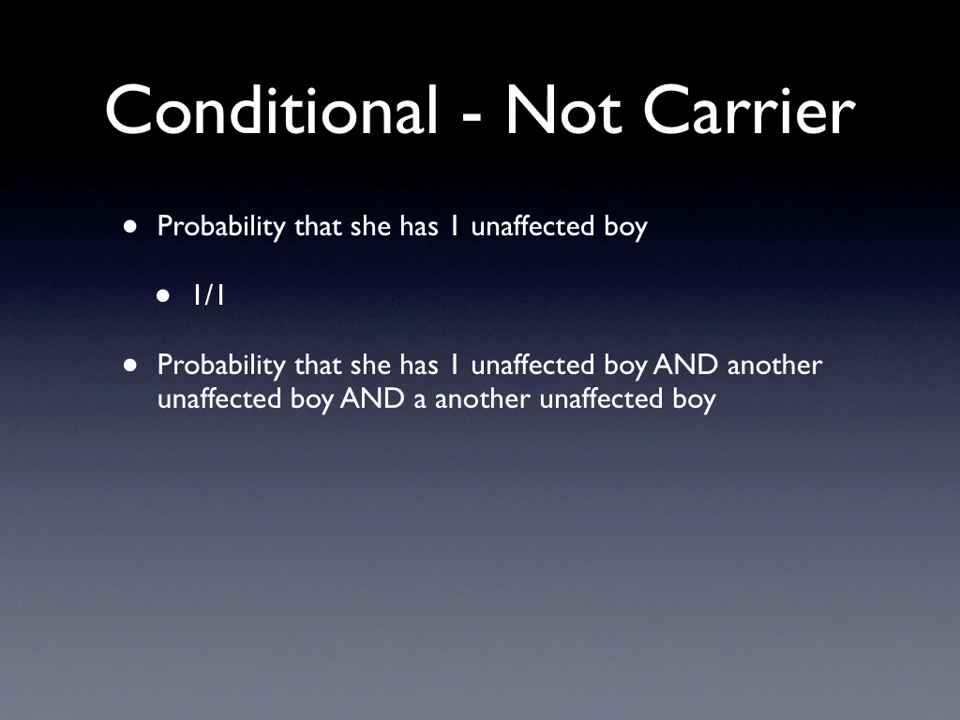 Conditional - Not Carrier
• Probability that she has 1 unaffected boy
• 1/1
• Probability that she has 1 unaffected boy AND another
unaffected boy AND a another unaffected boy